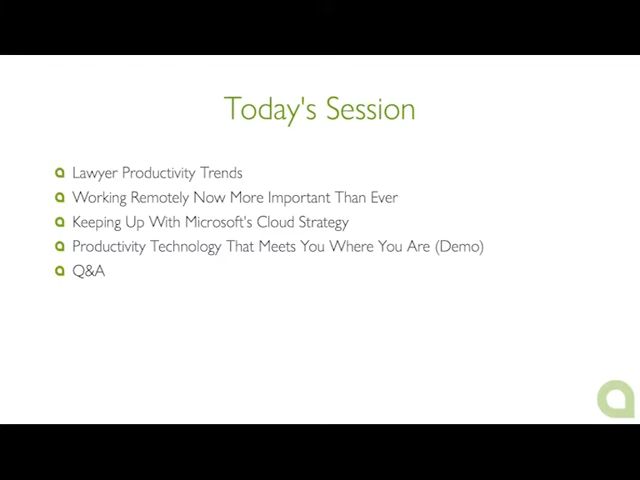 Today's Session
Lawyer Productivity Trends
Working Remotely Now More Important Than Ever
Keeping Up With Microsoft's Cloud Strategy
Productivity Technology That Meets You Where You Are (Demo)
Q&A